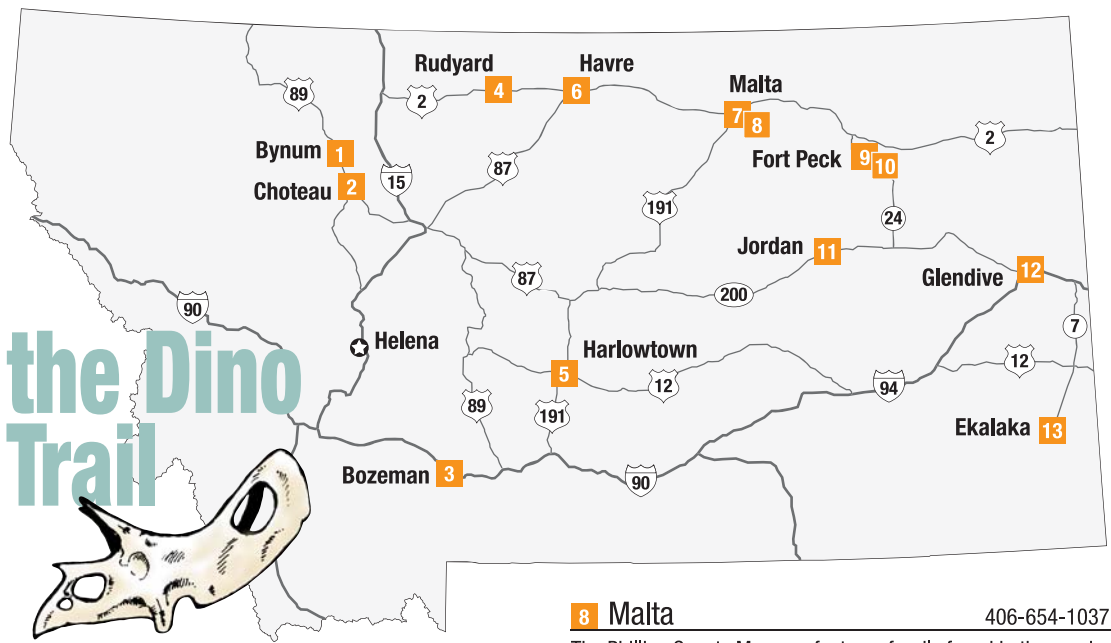 Rudyard
4
Havre
6
Malta
7
8
89
2
Bynum
1
Choteau
2
15
87
Fort Peck
9
10
2
191
24
Jordan
11
Glendive
12
87
200
90
the Dino
Trail
Helena
7
Harlowtown
5
12
12
94
89
191
Ekalaka
13
Bozeman
3
90
8 Malta 406-654-1037